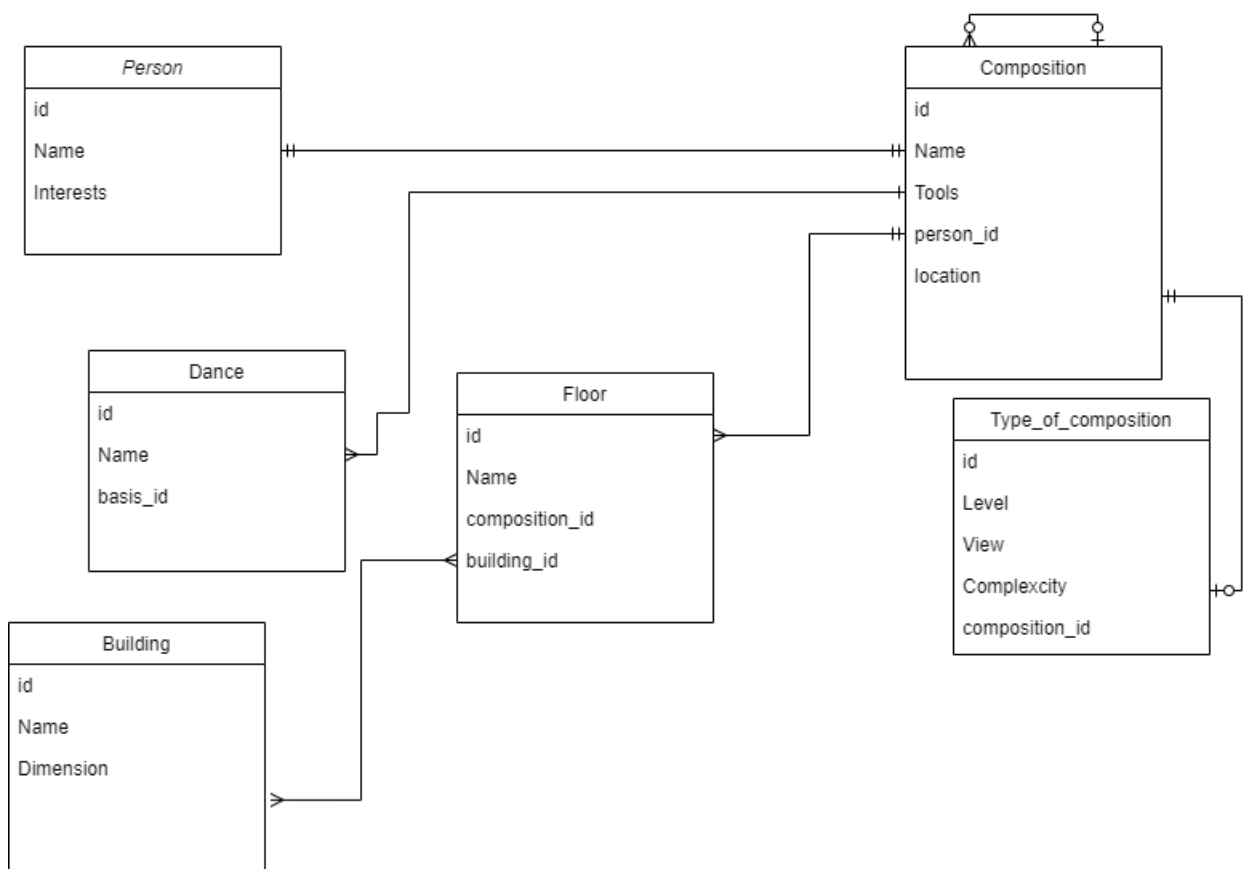 Person
id
Name
Interests
Composition
id
Name
Tools
person_id
location
Dance
id
Name
basis_id
Floor
id
Name
composition_id
building_id
Type_of_composition
id
Level
View
Complexcity
composition_id
Building
id
Name
Dimension